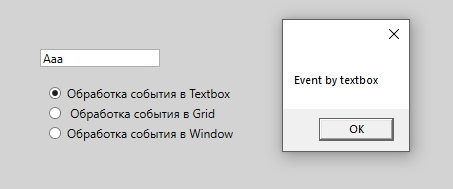 Aaa
Обработка события в Textbox
Обработка события в Grid
Обработка события в Window
Event by textbox
OK